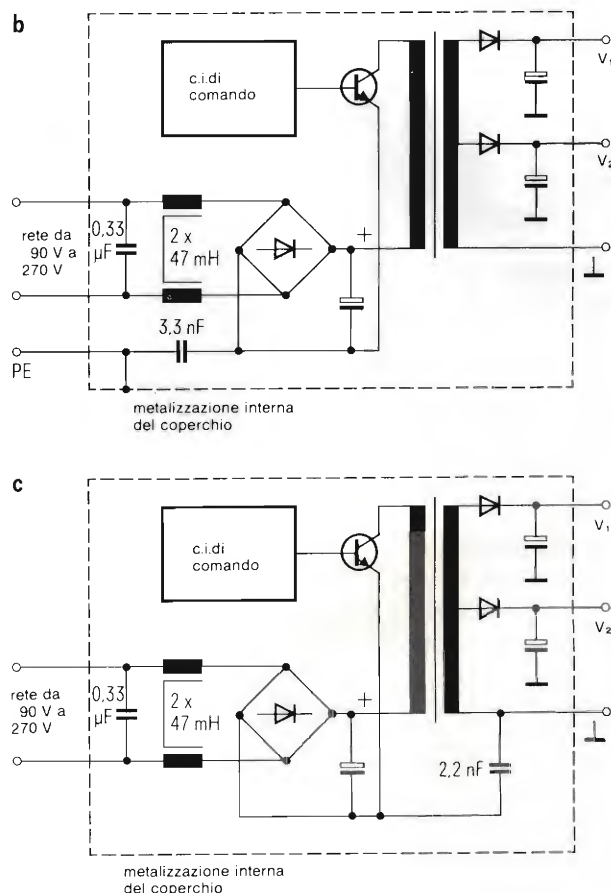 b
c.i.di
comando
V₁
V₂
rete da
90 V a
270 V
0,33
µF
2 x
47 mH
+
3,3 nF
PE
metalizzazione interna
del coperchio
c
c.i.di
comando
V₁
V₂
rete da
90 V a
270 V
0,33
µF
2 x
47 mH
+
2,2 nF
metalizzazione interna
del coperchio